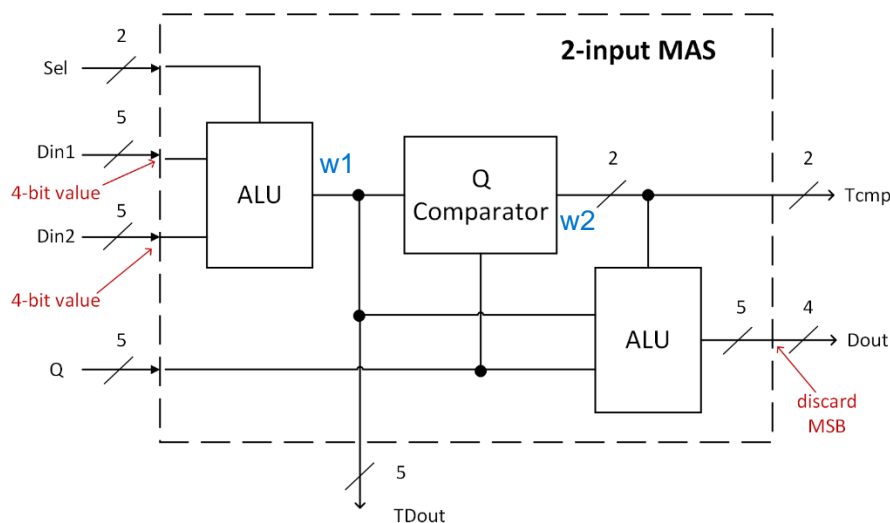 2-input MAS
2
Sel
5
Din1
4-bit value
ALU
w1
Q
Comparator
2
w2
2
Tcmp
5
Din2
4-bit value
5
Q
ALU
5
4
Dout
discard
MSB
5
TDout